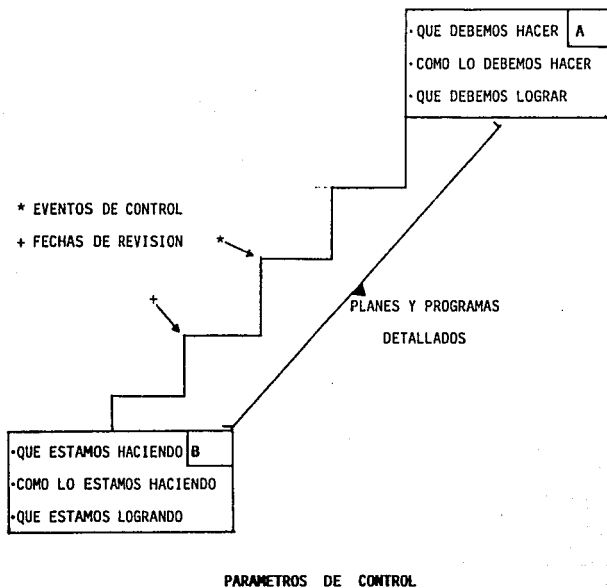 ·QUE DEBEMOS HACER A
·COMO LO DEBEMOS HACER
·QUE DEBEMOS LOGRAR
* EVENTOS DE CONTROL
+ FECHAS DE REVISION *
+
PLANES Y PROGRAMAS
DETALLADOS
·QUE ESTAMOS HACIENDO B
·COMO LO ESTAMOS HACIENDO
·QUE ESTAMOS LOGRANDO
PARAMETROS DE CONTROL